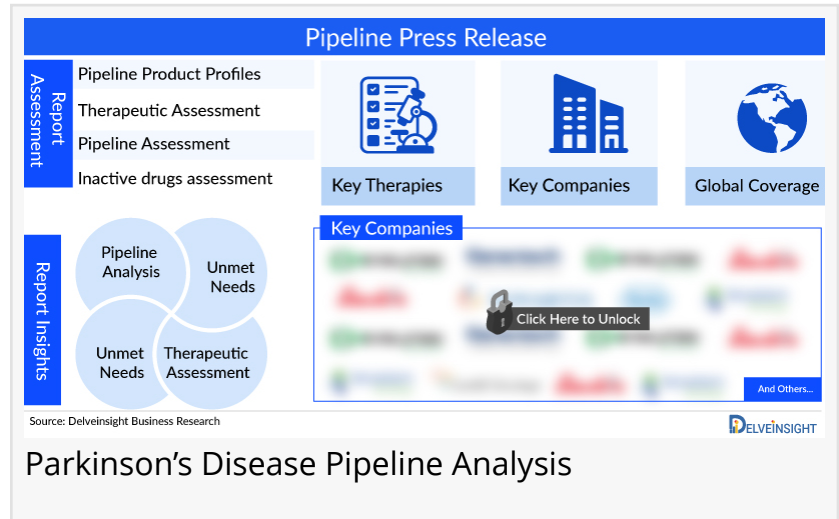 Pipeline Press Release
Report
Assessment
Pipeline Product Profiles
Therapeutic Assessment
Pipeline Assessment
Inactive drugs assessment
Key Therapies
Key Companies
Global Coverage
Report Insights
Pipeline
Analysis
Unmet
Needs
Unmet
Needs
Therapeutic
Assessment
Key Companies
Click Here to Unlock
And Others...
Source: Delveinsight Business Research
DELVEINSIGHT
Parkinson’s Disease Pipeline Analysis